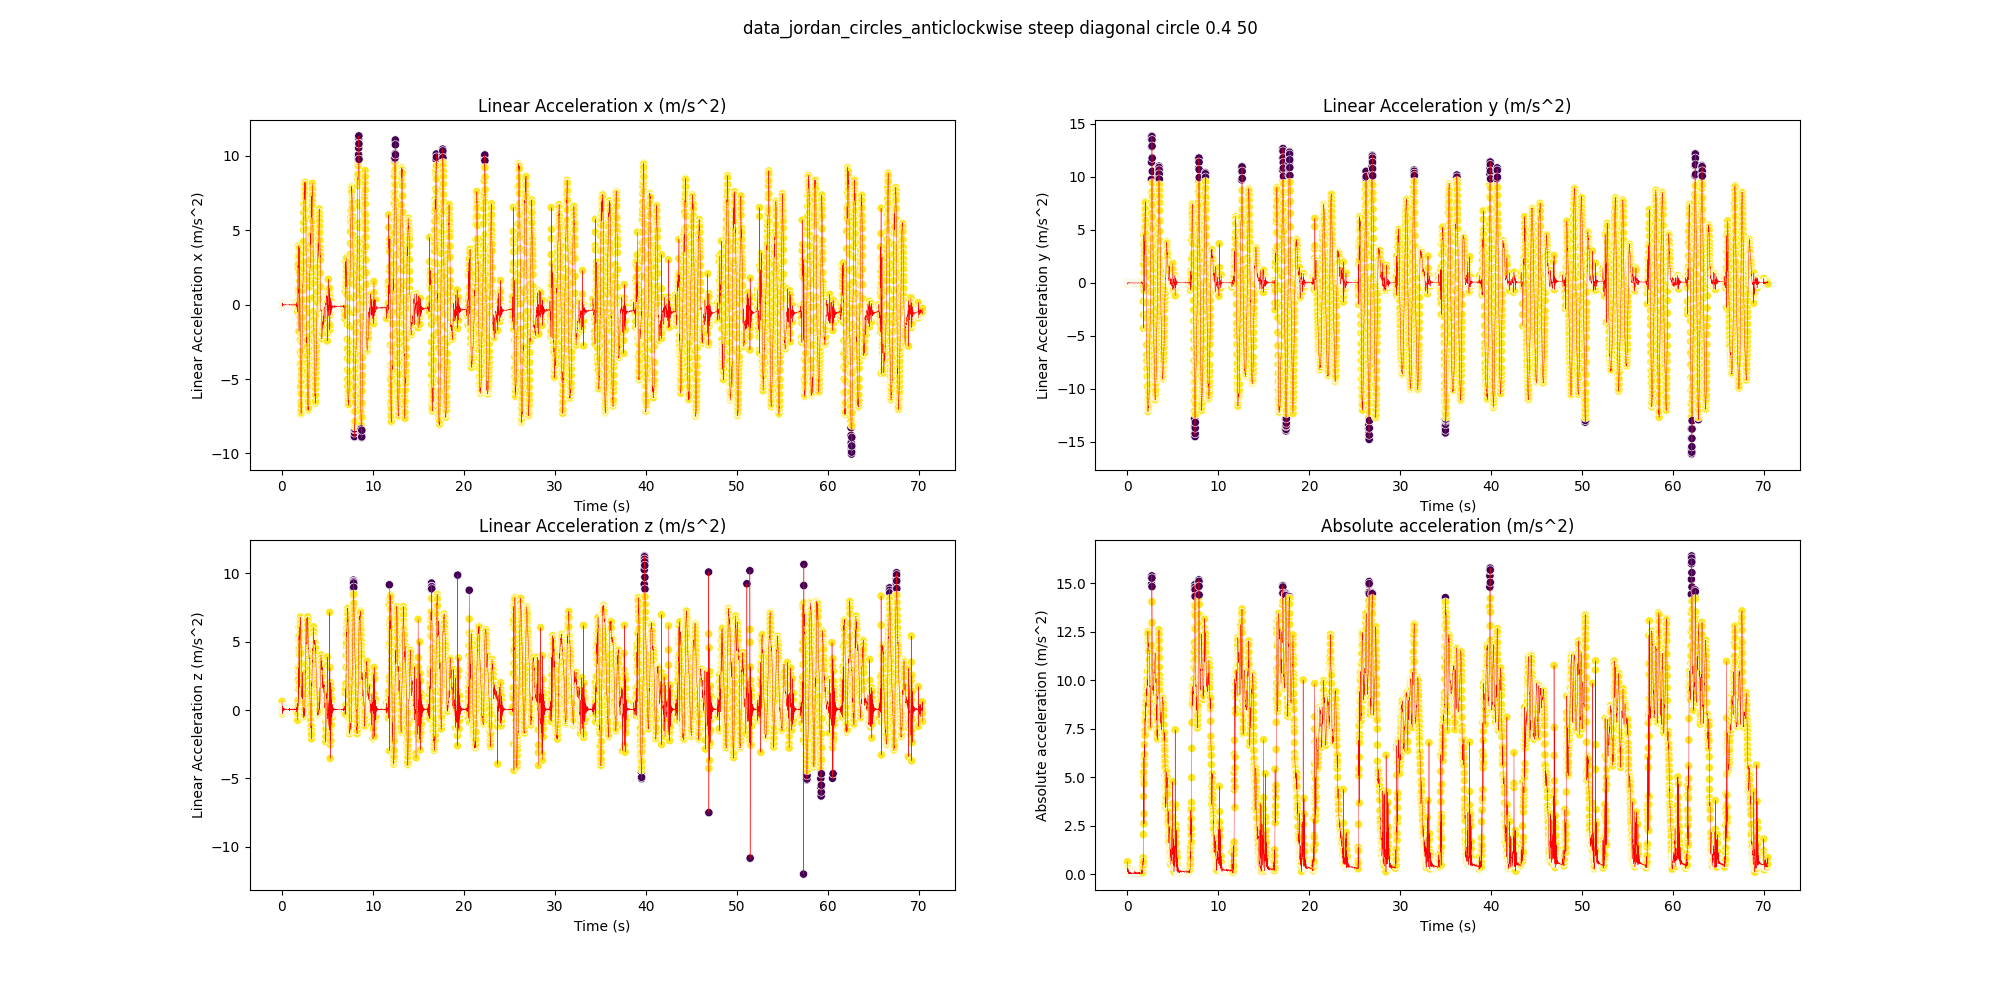 data_jordan_circles_anticlockwise steep diagonal circle 0.4 50
Linear Acceleration x (m/s^2)
Linear Acceleration x (m/s^2)
10
5
0
−5
−10
0 10 20 30 40 50 60 70
Time (s)
Linear Acceleration y (m/s^2)
Linear Acceleration y (m/s^2)
15
10
5
0
−5
−10
−15
0 10 20 30 40 50 60 70
Time (s)
Linear Acceleration z (m/s^2)
Linear Acceleration z (m/s^2)
10
5
0
−5
−10
0 10 20 30 40 50 60 70
Time (s)
Absolute acceleration (m/s^2)
Absolute acceleration (m/s^2)
15.0
12.5
10.0
7.5
5.0
2.5
0.0
0 10 20 30 40 50 60 70
Time (s)